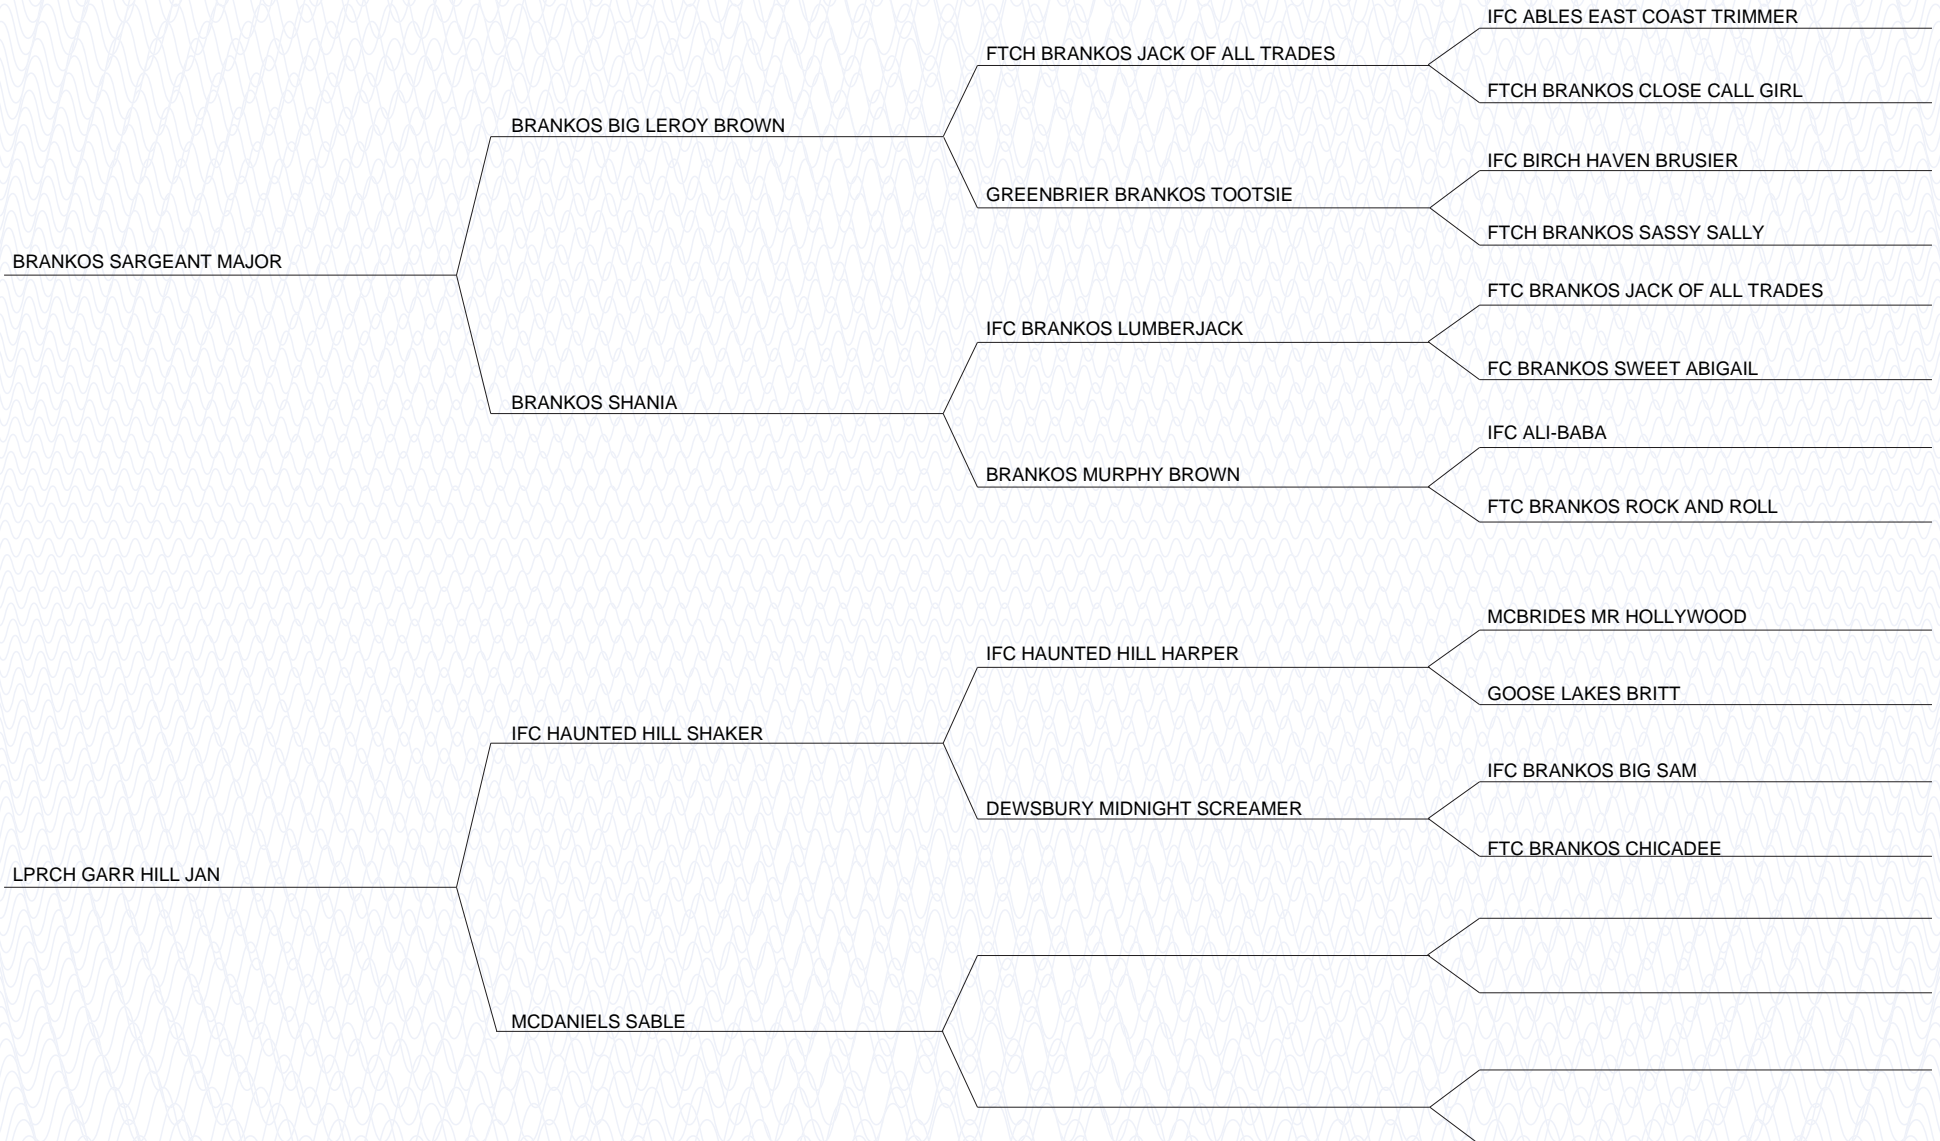 IFC ABLES EAST COAST TRIMMER
FTCH BRANKOS JACK OF ALL TRADES
FTCH BRANKOS CLOSE CALL GIRL
BRANKOS BIG LEROY BROWN
IFC BIRCH HAVEN BRUSIER
GREENBRIER BRANKOS TOOTSIE
FTCH BRANKOS SASSY SALLY
BRANKOS SARGEANT MAJOR
FTC BRANKOS JACK OF ALL TRADES
IFC BRANKOS LUMBERJACK
FC BRANKOS SWEET ABIGAIL
BRANKOS SHANIA
IFC ALI-BABA
BRANKOS MURPHY BROWN
FTC BRANKOS ROCK AND ROLL
MCBRIDES MR HOLLYWOOD
IFC HAUNTED HILL HARPER
GOOSE LAKES BRITT
IFC HAUNTED HILL SHAKER
IFC BRANKOS BIG SAM
DEWSBURY MIDNIGHT SCREAMER
FTC BRANKOS CHICADEE
LPRCH GARR HILL JAN
MCDANIELS SABLE